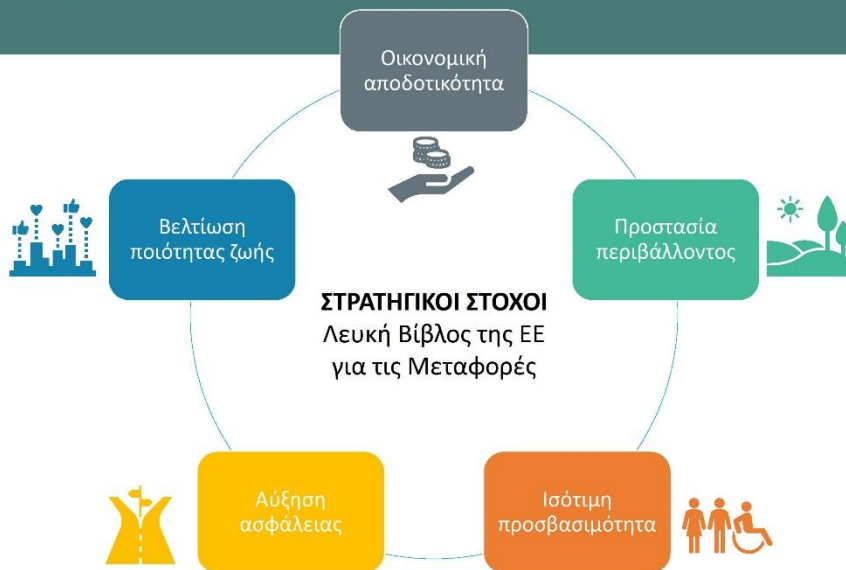 Οικονομική
αποδοτικότητα
Βελτίωση
ποιότητας ζωής
Προστασία
περιβάλλοντος
ΣΤΡΑΤΗΓΙΚΟΙ ΣΤΟΧΟΙ
Λευκή Βίβλος της ΕΕ
για τις Μεταφορές
Αύξηση
ασφάλειας
Ισότιμη
προσβασιμότητα